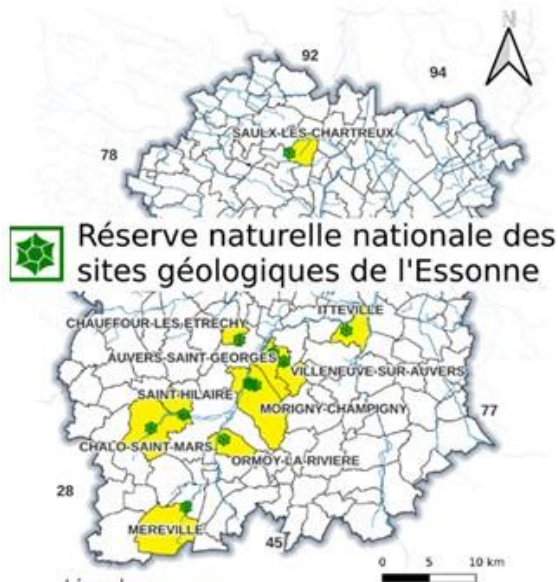 N
92
94
SAULX-LES-CHARTREUX
78
Réserve naturelle nationale des
sites géologiques de l'Essonne
ITTEVILLE
CHAUFFOUR-LES-ETRECHY
AUVERS-SAINT-GEORGES
VILLENEUVE-SUR-AUVERS
SAINT-HILAIRE
MORIGNY-CHAMPIGNY
77
CHALO-SAINT-MARS
ORMOY-LA-RIVIERE
28
MEREVILLE
45
0 5 10 km